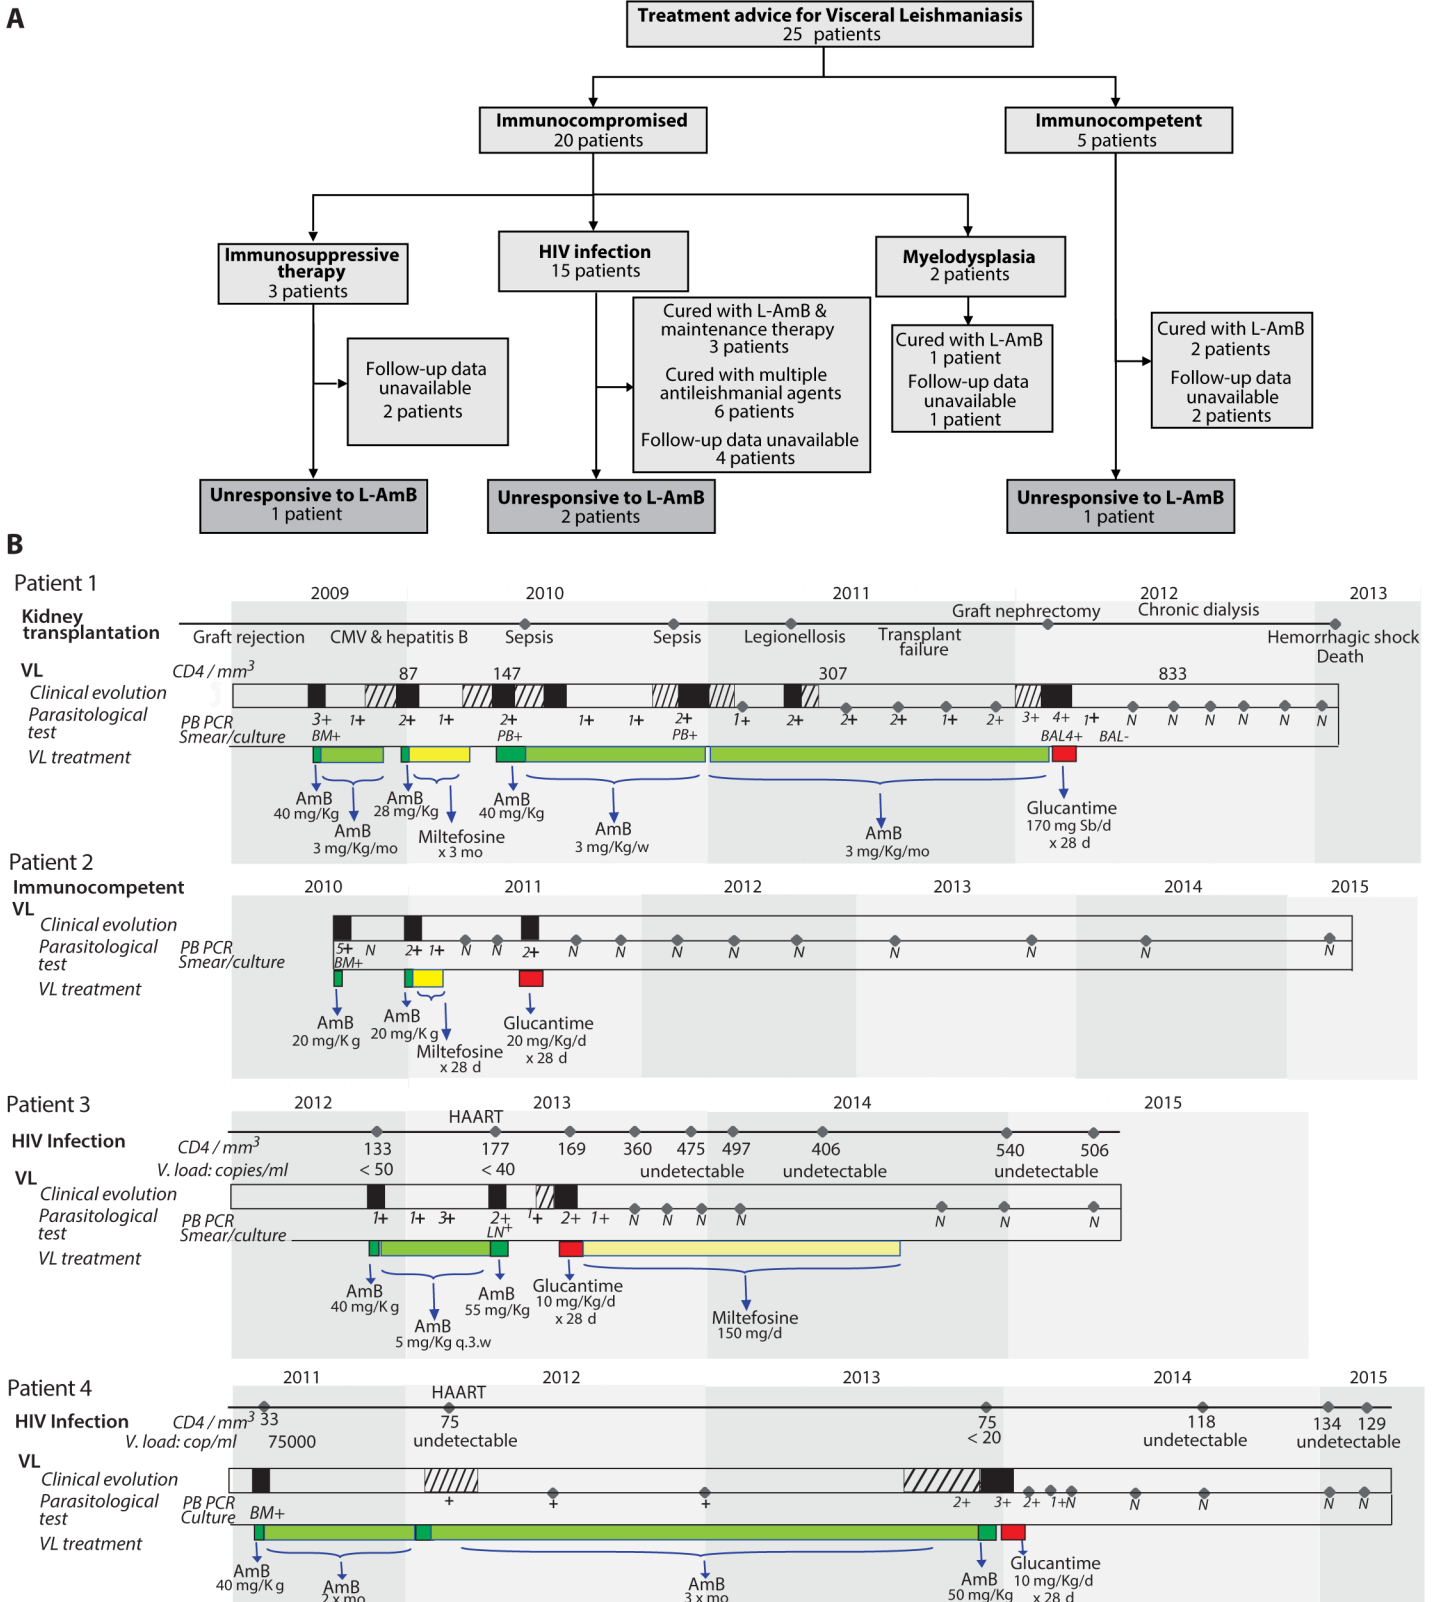 A
Treatment advice for Visceral Leishmaniasis
25 patients
Immunocompromised
20 patients
Immunocompetent
5 patients
Immunosuppressive
therapy
3 patients
HIV infection
15 patients
Myelodysplasia
2 patients
Follow-up data
unavailable
2 patients
Cured with L-AmB &
maintenance therapy
3 patients
Cured with multiple
antileishmanial agents
6 patients
Follow-up data unavailable
4 patients
Cured with L-AmB
1 patient
Follow-up data
unavailable
1 patient
Cured with L-AmB
2 patients
Follow-up data
unavailable
2 patients
Unresponsive to L-AmB
1 patient
Unresponsive to L-AmB
2 patients
Unresponsive to L-AmB
1 patient
B
Patient 1
2009 2010 2011 2012 2013
Kidney
transplantation
Graft rejection CMV & hepatitis B Sepsis Sepsis Legionellosis Transplant
failure
Graft nephrectomy Chronic dialysis
Hemorrhagic shock
Death
VL
CD4 / mm3 87 147 307 833
Clinical evolution
Parasitological
test
PB PCR 3+ 1+ 2+ 1+ 2+ 1+ 1+ 2+ 1+ 2+ 2+ 2+ 1+ 2+ 3+ 4+ 1+ N N N N N N
Smear/culture BM+ PB+ PB+ BAL4+ BAL-
VL treatment
AmB
40 mg/Kg
AmB
3 mg/Kg/mo
AmB
28 mg/Kg
Miltefosine
x 3 mo
AmB
40 mg/Kg
AmB
3 mg/Kg/w
AmB
3 mg/Kg/mo
Glucantime
170 mg Sb/d
x 28 d
Patient 2
Immunocompetent
2010 2011 2012 2013 2014 2015
VL
Clinical evolution
Parasitological
test
PB PCR 5+ N 2+ 1+ N N 2+ N N N N N N N N N
Smear/culture BM+
VL treatment
AmB
20 mg/K g
AmB
20 mg/K g
Miltefosine
x 28 d
Glucantime
20 mg/Kg/d
x 28 d
Patient 3
2012 2013 2014 2015
HAART
HIV Infection
CD4 / mm3 133 177 169 360 475 497 406 540 506
V. load: copies/ml < 50 < 40 undetectable undetectable undetectable
VL
Clinical evolution
Parasitological
test
PB PCR 1+ 1+ 3+ 2+ 1+ 2+ 1+ N N N N N N N
Smear/culture LN+
VL treatment
AmB
40 mg/K g
AmB
5 mg/Kg q.3.w
AmB
55 mg/Kg
Glucantime
10 mg/Kg/d
x 28 d
Miltefosine
150 mg/d
Patient 4
2011 2012 2013 2014 2015
HAART
HIV Infection
CD4 / mm3 33 75 75 118 134 129
V. load: cop/ml 75000 undetectable < 20 undetectable undetectable
VL
Clinical evolution
Parasitological
test
PB PCR + + + 2+ 3+ 2+ 1+ N N N N N
Culture BM+
VL treatment
AmB
40 mg/K g
AmB
2 x mo
AmB
3 x mo
AmB
50 mg/Kg
Glucantime
10 mg/Kg/d
x 28 d